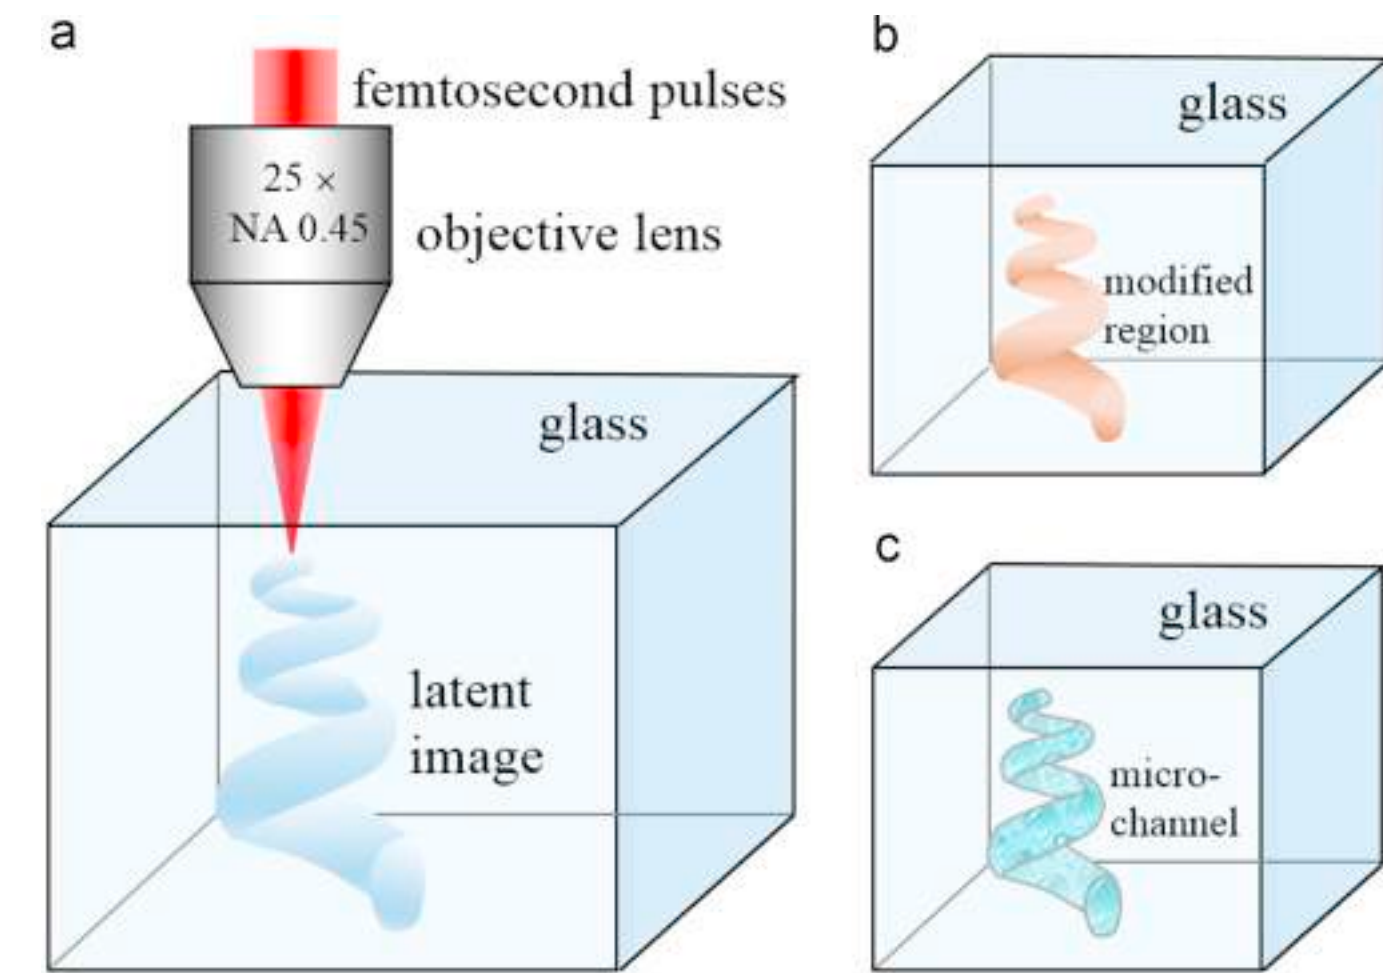 a
femtosecond pulses
25 ×
NA 0.45
objective lens
glass
latent
image
b
glass
modified
region
c
glass
micro-
channel